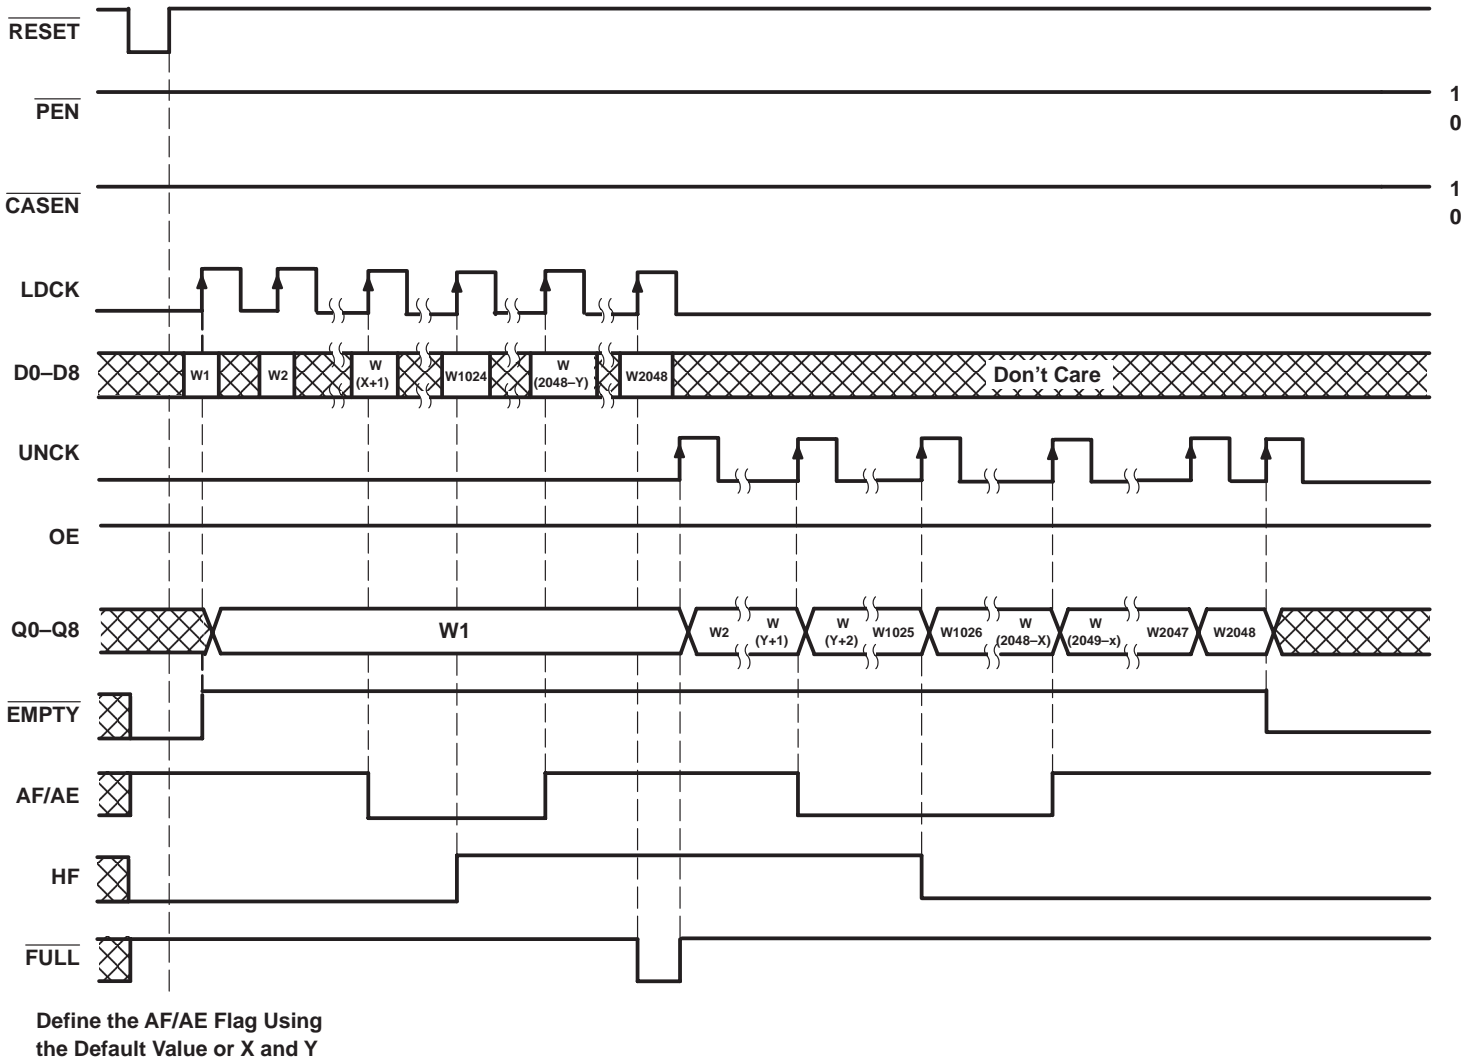 RESET
PEN
1
0
CASEN
1
0
LDCK
D0–D8
W1
W2
W
(X+1)
W1024
W
(2048–Y)
W2048
Don't Care
UNCK
OE
Q0–Q8
W1
W2
W
(Y+1)
W
(Y+2)
W1025
W1026
W
(2048–X)
W
(2049–x)
W2047
W2048
EMPTY
AF/AE
HF
FULL
Define the AF/AE Flag Using
the Default Value or X and Y